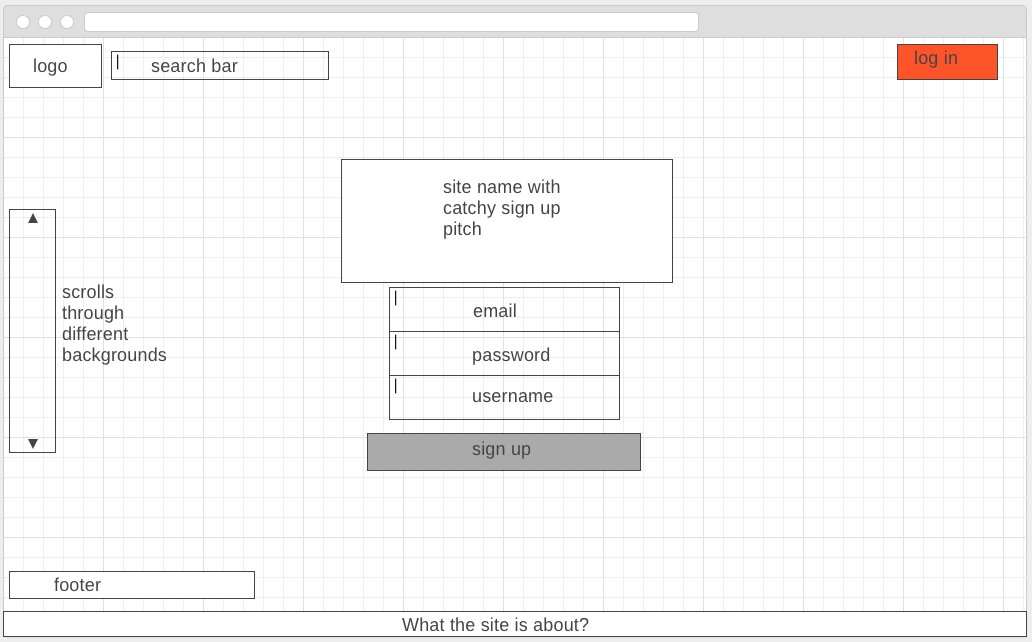 logo
search bar
log in
site name with
catchy sign up
pitch
scrolls
through
different
backgrounds
email
password
username
sign up
footer
What the site is about?